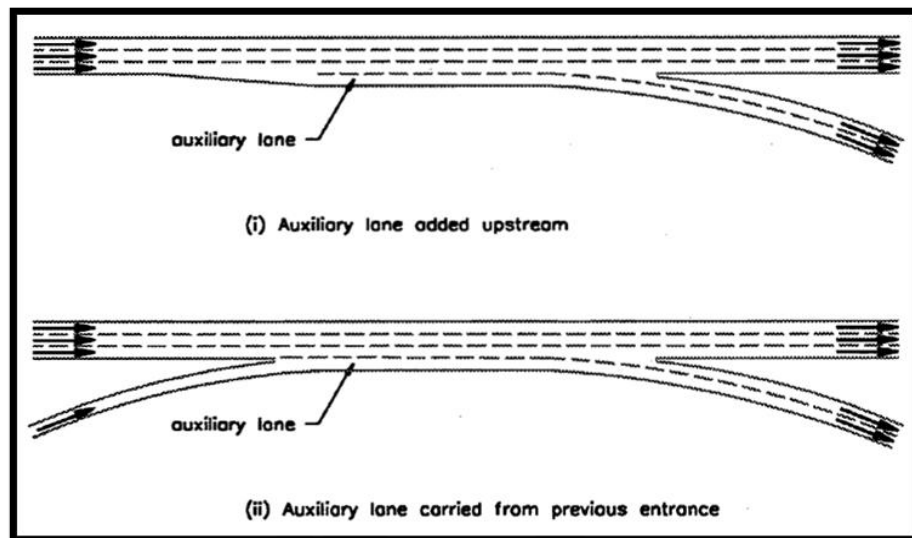 auxiliary lane
(i) Auxiliary lane added upstream
auxiliary lane
(ii) Auxiliary lane carried from previous entrance